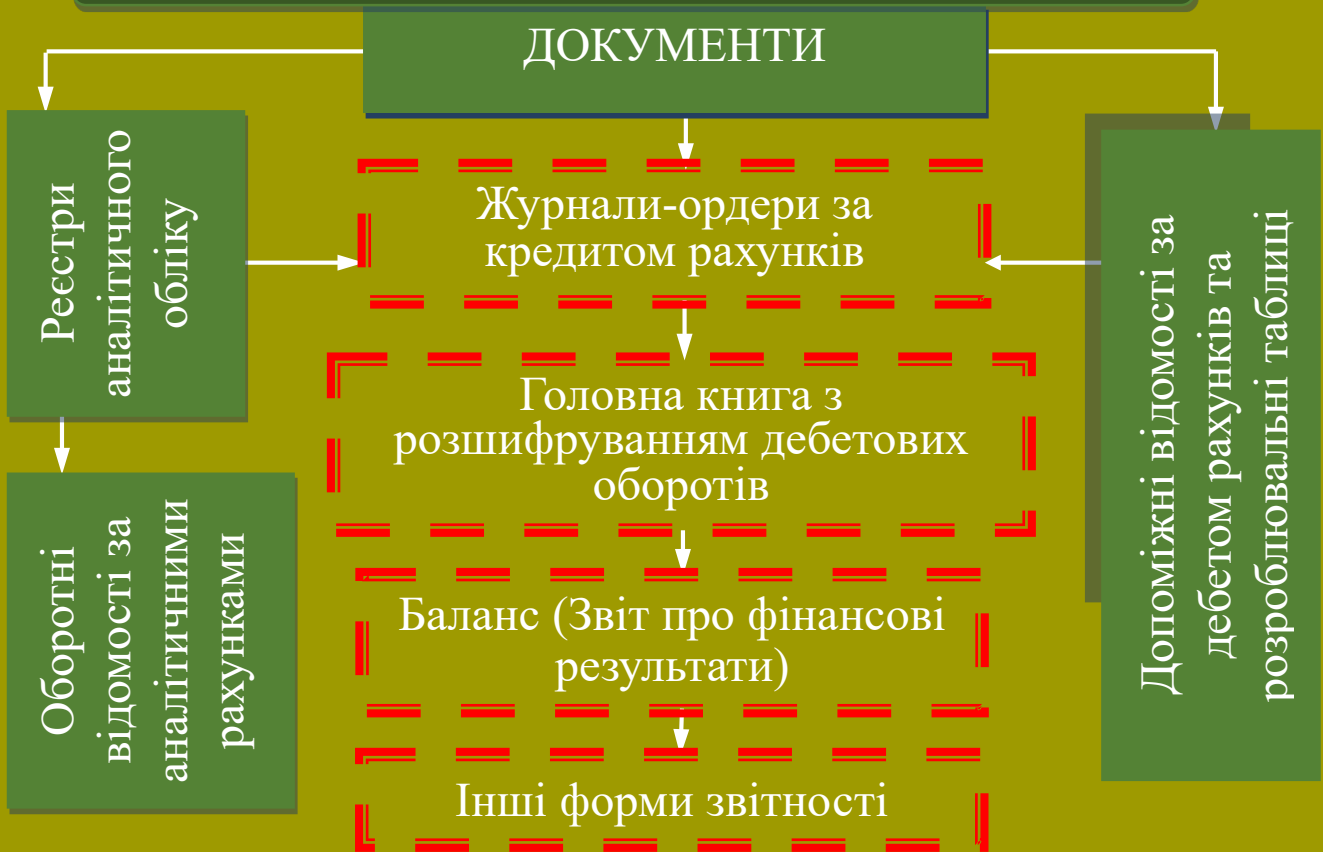 ДОКУМЕНТИ
Реєстри
аналітичного
обліку
Журнали-ордери за
кредитом рахунків
Допоміжні відомості за
дебетом рахунків та
розроблювальні таблиці
Головна книга з
розшифруванням дебетових
оборотів
Оборотні
відомості за
аналітичними
рахунками
Баланс (Звіт про фінансові
результати)
Інші форми звітності